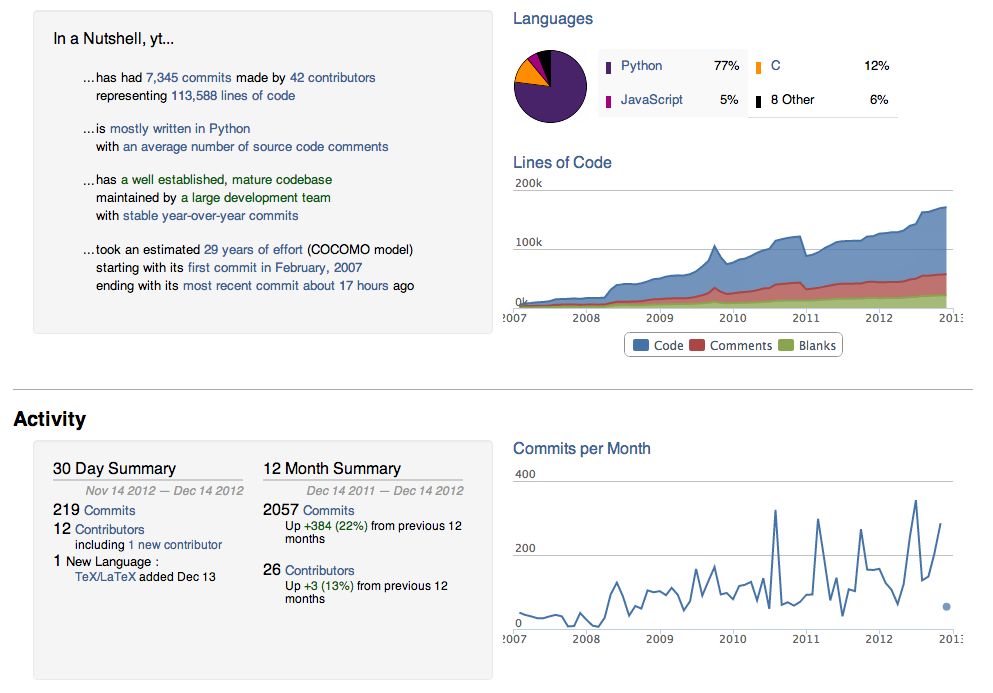 In a Nutshell, yt...
...has had 7,345 commits made by 42 contributors
representing 113,588 lines of code
...is mostly written in Python
with an average number of source code comments
...has a well established, mature codebase
maintained by a large development team
with stable year-over-year commits
...took an estimated 29 years of effort (COCOMO model)
starting with its first commit in February, 2007
ending with its most recent commit about 17 hours ago
Languages
Python 77% C 12%
JavaScript 5% 8 Other 6%
Lines of Code
200k
100k
0k
2007 2008 2009 2010 2011 2012 2013
Code Comments Blanks
Activity
30 Day Summary
Nov 14 2012 — Dec 14 2012
219 Commits
12 Contributors
including 1 new contributor
1 New Language :
TeX/LaTeX added Dec 13
12 Month Summary
Dec 14 2011 — Dec 14 2012
2057 Commits
Up +384 (22%) from previous 12
months
26 Contributors
Up +3 (13%) from previous 12
months
Commits per Month
400
200
0
2007 2008 2009 2010 2011 2012 2013